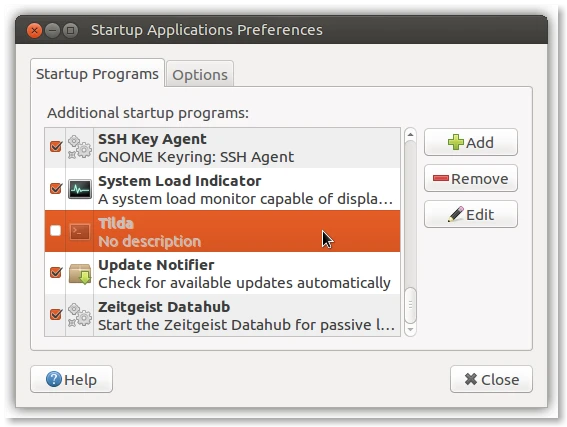 Startup Applications Preferences
Startup Programs
Options
Additional startup programs:
SSH Key Agent
GNOME Keyring: SSH Agent
System Load Indicator
A system load monitor capable of displa...
Tilda
No description
Update Notifier
Check for available updates automatically
Zeitgeist Datahub
Start the Zeitgeist Datahub for passive l...
Add
Remove
Edit
Help
Close